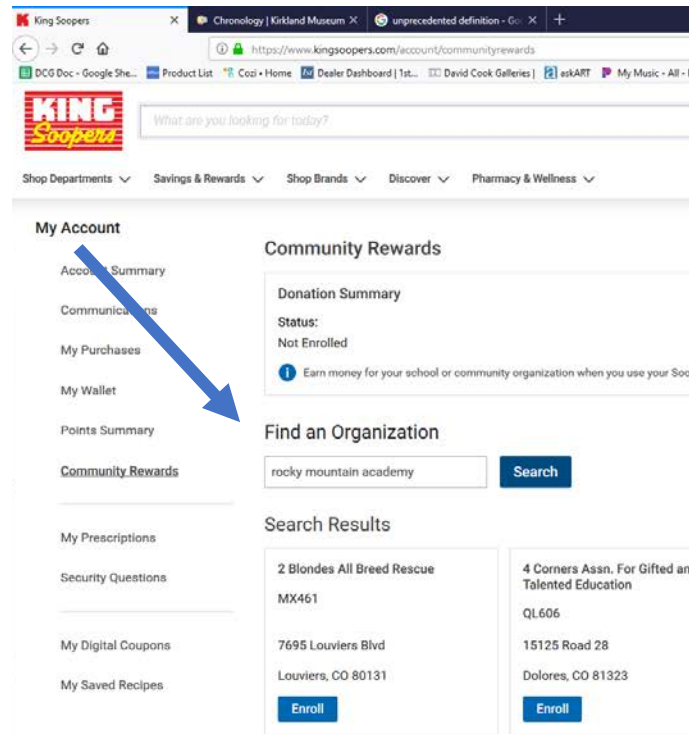 King Soopers
Chronology | Kirkland Museum
unprecedented definition - Go
https://www.kingsoopers.com/account/communityrewards
DCG Doc - Google She...
Product List
Cozi • Home
Dealer Dashboard | 1st...
David Cook Galleries |
askART
My Music - All -
KING
Soopers
What are you looking for today?
Shop Departments
Savings & Rewards
Shop Brands
Discover
Pharmacy & Wellness
My Account
Account Summary
Communications
My Purchases
My Wallet
Points Summary
Community Rewards
My Prescriptions
Security Questions
My Digital Coupons
My Saved Recipes
Community Rewards
Donation Summary
Status:
Not Enrolled
Earn money for your school or community organization when you use your Soo
Find an Organization
rocky mountain academy
Search
Search Results
2 Blondes All Breed Rescue
MX461
7695 Louviers Blvd
Louviers, CO 80131
Enroll
4 Corners Assn. For Gifted an
Talented Education
QL606
15125 Road 28
Dolores, CO 81323
Enroll